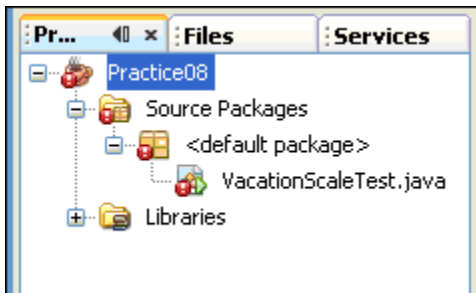 Pr... Files Services
Practice08
Source Packages
<default package>
VacationScaleTest.java
Libraries